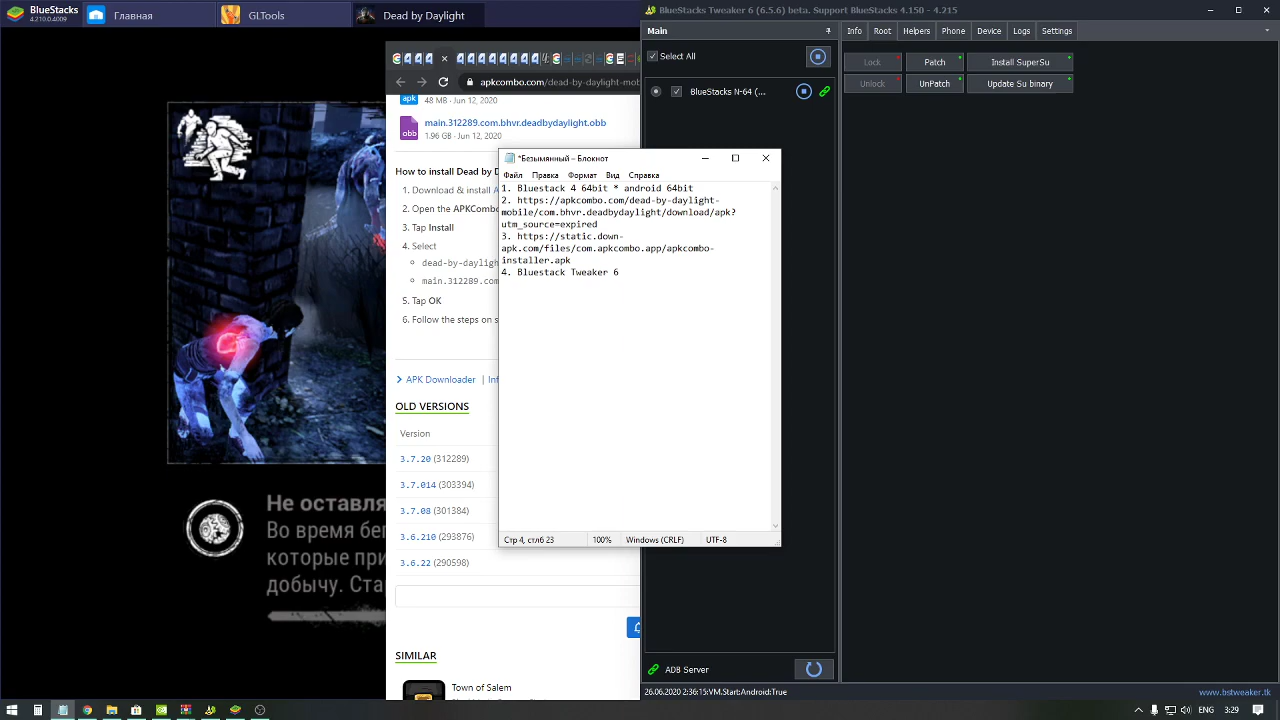 BlueStacks
4.210.0.4009
Главная
GLTools
Dead by Daylight
Не оставля
Во время бег
которые при
добычу. Ста
apkcombo.com/dead-by-daylight-mob
apk
48 MB · Jun 12, 2020
obb
main.312289.com.bhvr.deadbydaylight.obb
1.96 GB · Jun 12, 2020
How to install Dead by D
1. Download & install A
2. Open the APKCombo
3. Tap Install
4. Select
dead-by-dayligh
main.312289.com
5. Tap OK
6. Follow the steps on s
APK Downloader | Inf
OLD VERSIONS
Version
3.7.20 (312289)
3.7.014 (303394)
3.7.08 (301384)
3.6.210 (293876)
3.6.22 (290598)
SIMILAR
Town of Salem
*Безымянный – Блокнот
Файл Правка Формат Вид Справка
1. Bluestack 4 64bit * android 64bit
2. https://apkcombo.com/dead-by-daylight-
mobile/com.bhvr.deadbydaylight/download/apk?
utm_source=expired
3. https://static.down-
apk.com/files/com.apkcombo.app/apkcombo-
installer.apk
4. Bluestack Tweaker 6
Стр 4, стлб 23 100% Windows (CRLF) UTF-8
BlueStacks Tweaker 6 (6.5.6) beta. Support BlueStacks 4.150 - 4.215
Main
Select All
BlueStacks N-64 (...
ADB Server
Info Root Helpers Phone Device Logs Settings
Lock Patch Install SuperSu
Unlock UnPatch Update Su binary
26.06.2020 2:36:15:VM.Start:Android:True
www.bstweaker.tk
ENG 3:29